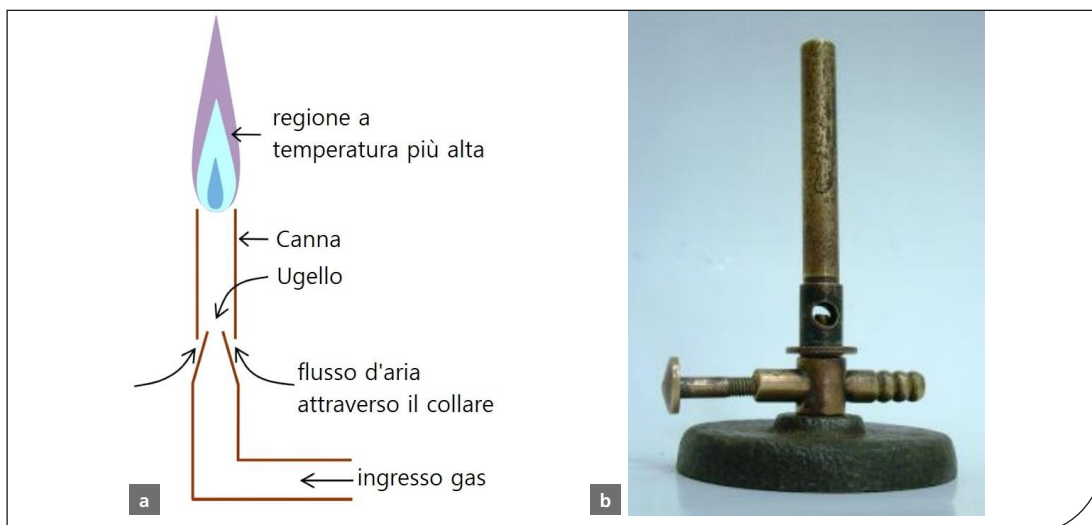 regione a
temperatura più alta
Canna
Ugello
flusso d'aria
attraverso il collare
ingresso gas
a
b